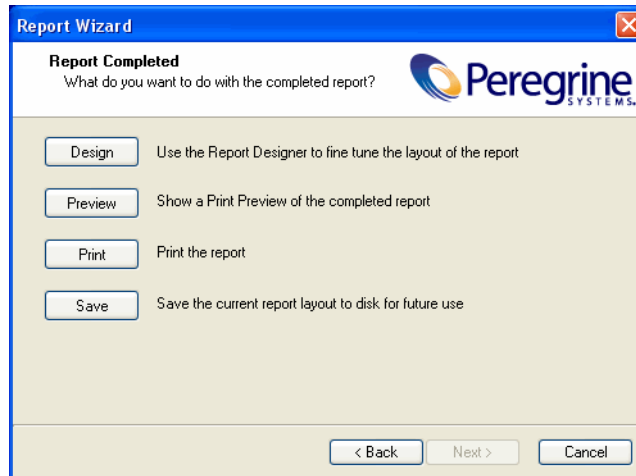 Report Wizard
Report Completed
What do you want to do with the completed report?
Peregrine
SYSTEMS.
Design Use the Report Designer to fine tune the layout of the report
Preview Show a Print Preview of the completed report
Print Print the report
Save Save the current report layout to disk for future use
< Back Next > Cancel